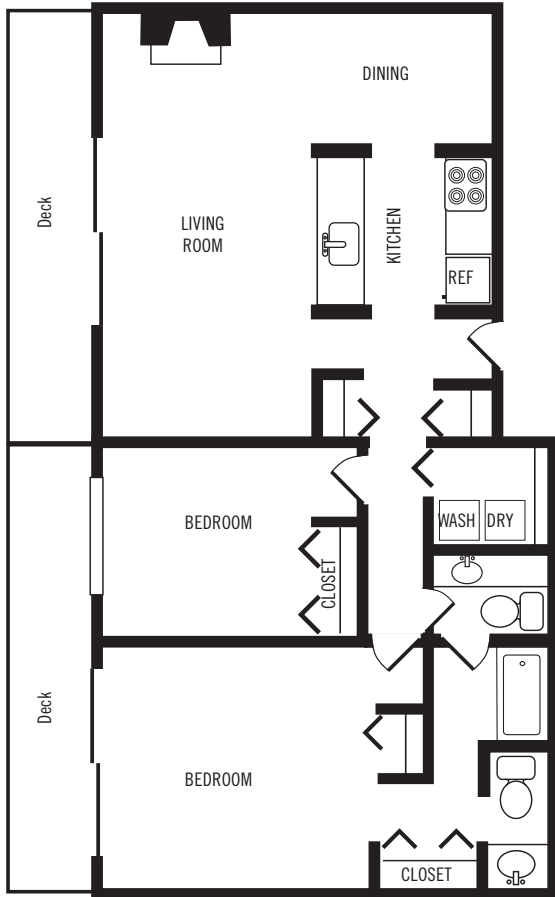 DINING
Deck
LIVING
ROOM
KITCHEN
REF
BEDROOM
CLOSET
WASH DRY
Deck
BEDROOM
CLOSET